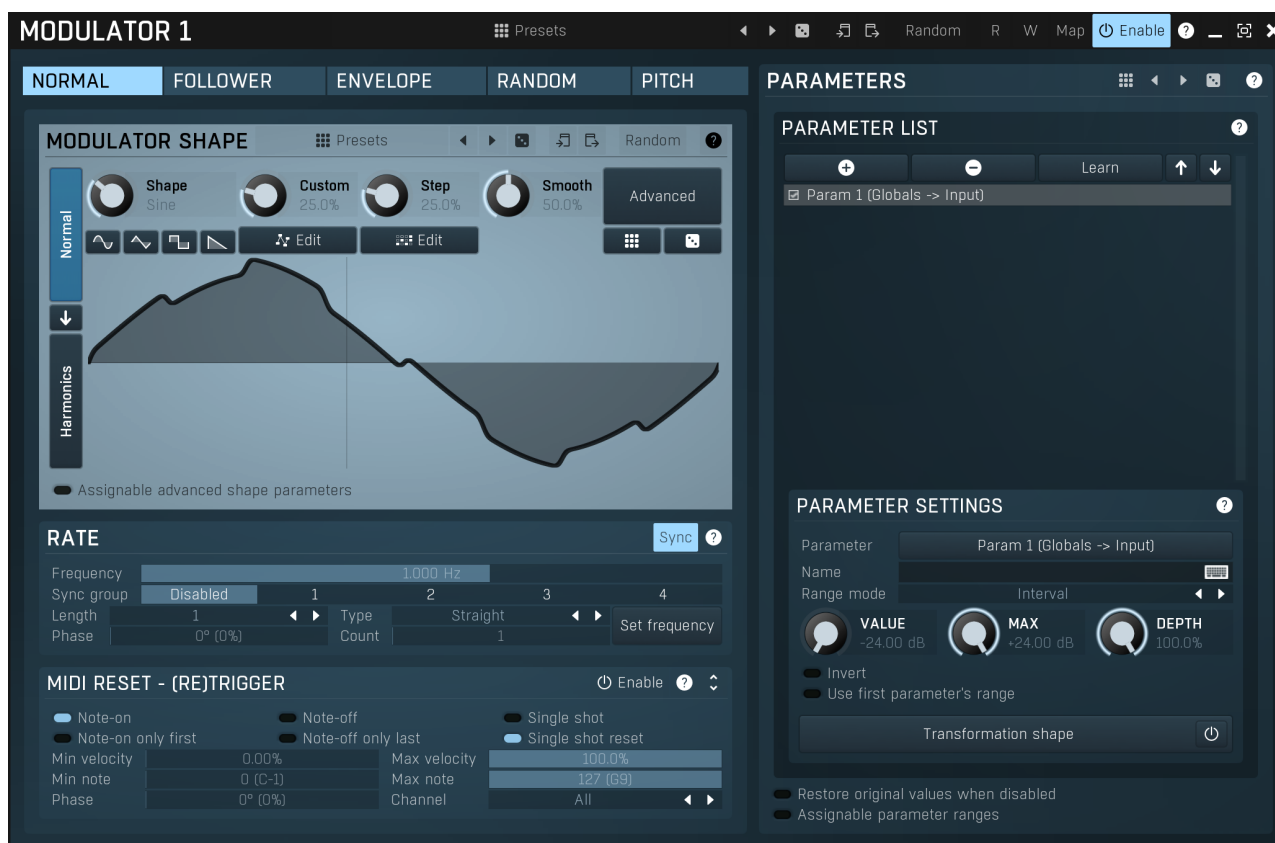 MODULATOR 1 Presets Random R W Map Enable ?
NORMAL FOLLOWER ENVELOPE RANDOM PITCH
MODULATOR SHAPE Presets Random ?
Normal
Harmonics
Shape Custom Step Smooth Advanced
Sine 25.0% 25.0% 50.0%
Edit Edit
Assignable advanced shape parameters
RATE Sync ?
Frequency 1.000 Hz
Sync group Disabled 1 2 3 4
Length 1 Type Straight Set frequency
Phase 0° (0%) Count 1
MIDI RESET - (RE)TRIGGER Enable ?
Note-on Note-off Single shot
Note-on only first Note-off only last Single shot reset
Min velocity 0.00% Max velocity 100.0%
Min note 0 (C-1) Max note 127 (G9)
Phase 0° (0%) Channel All
PARAMETERS ?
PARAMETER LIST ?
Learn
Param 1 (Globals -> Input)
PARAMETER SETTINGS ?
Parameter Param 1 (Globals -> Input)
Name
Range mode Interval
VALUE MAX DEPTH
-24.00 dB +24.00 dB 100.0%
Invert
Use first parameter's range
Transformation shape
Restore original values when disabled
Assignable parameter ranges